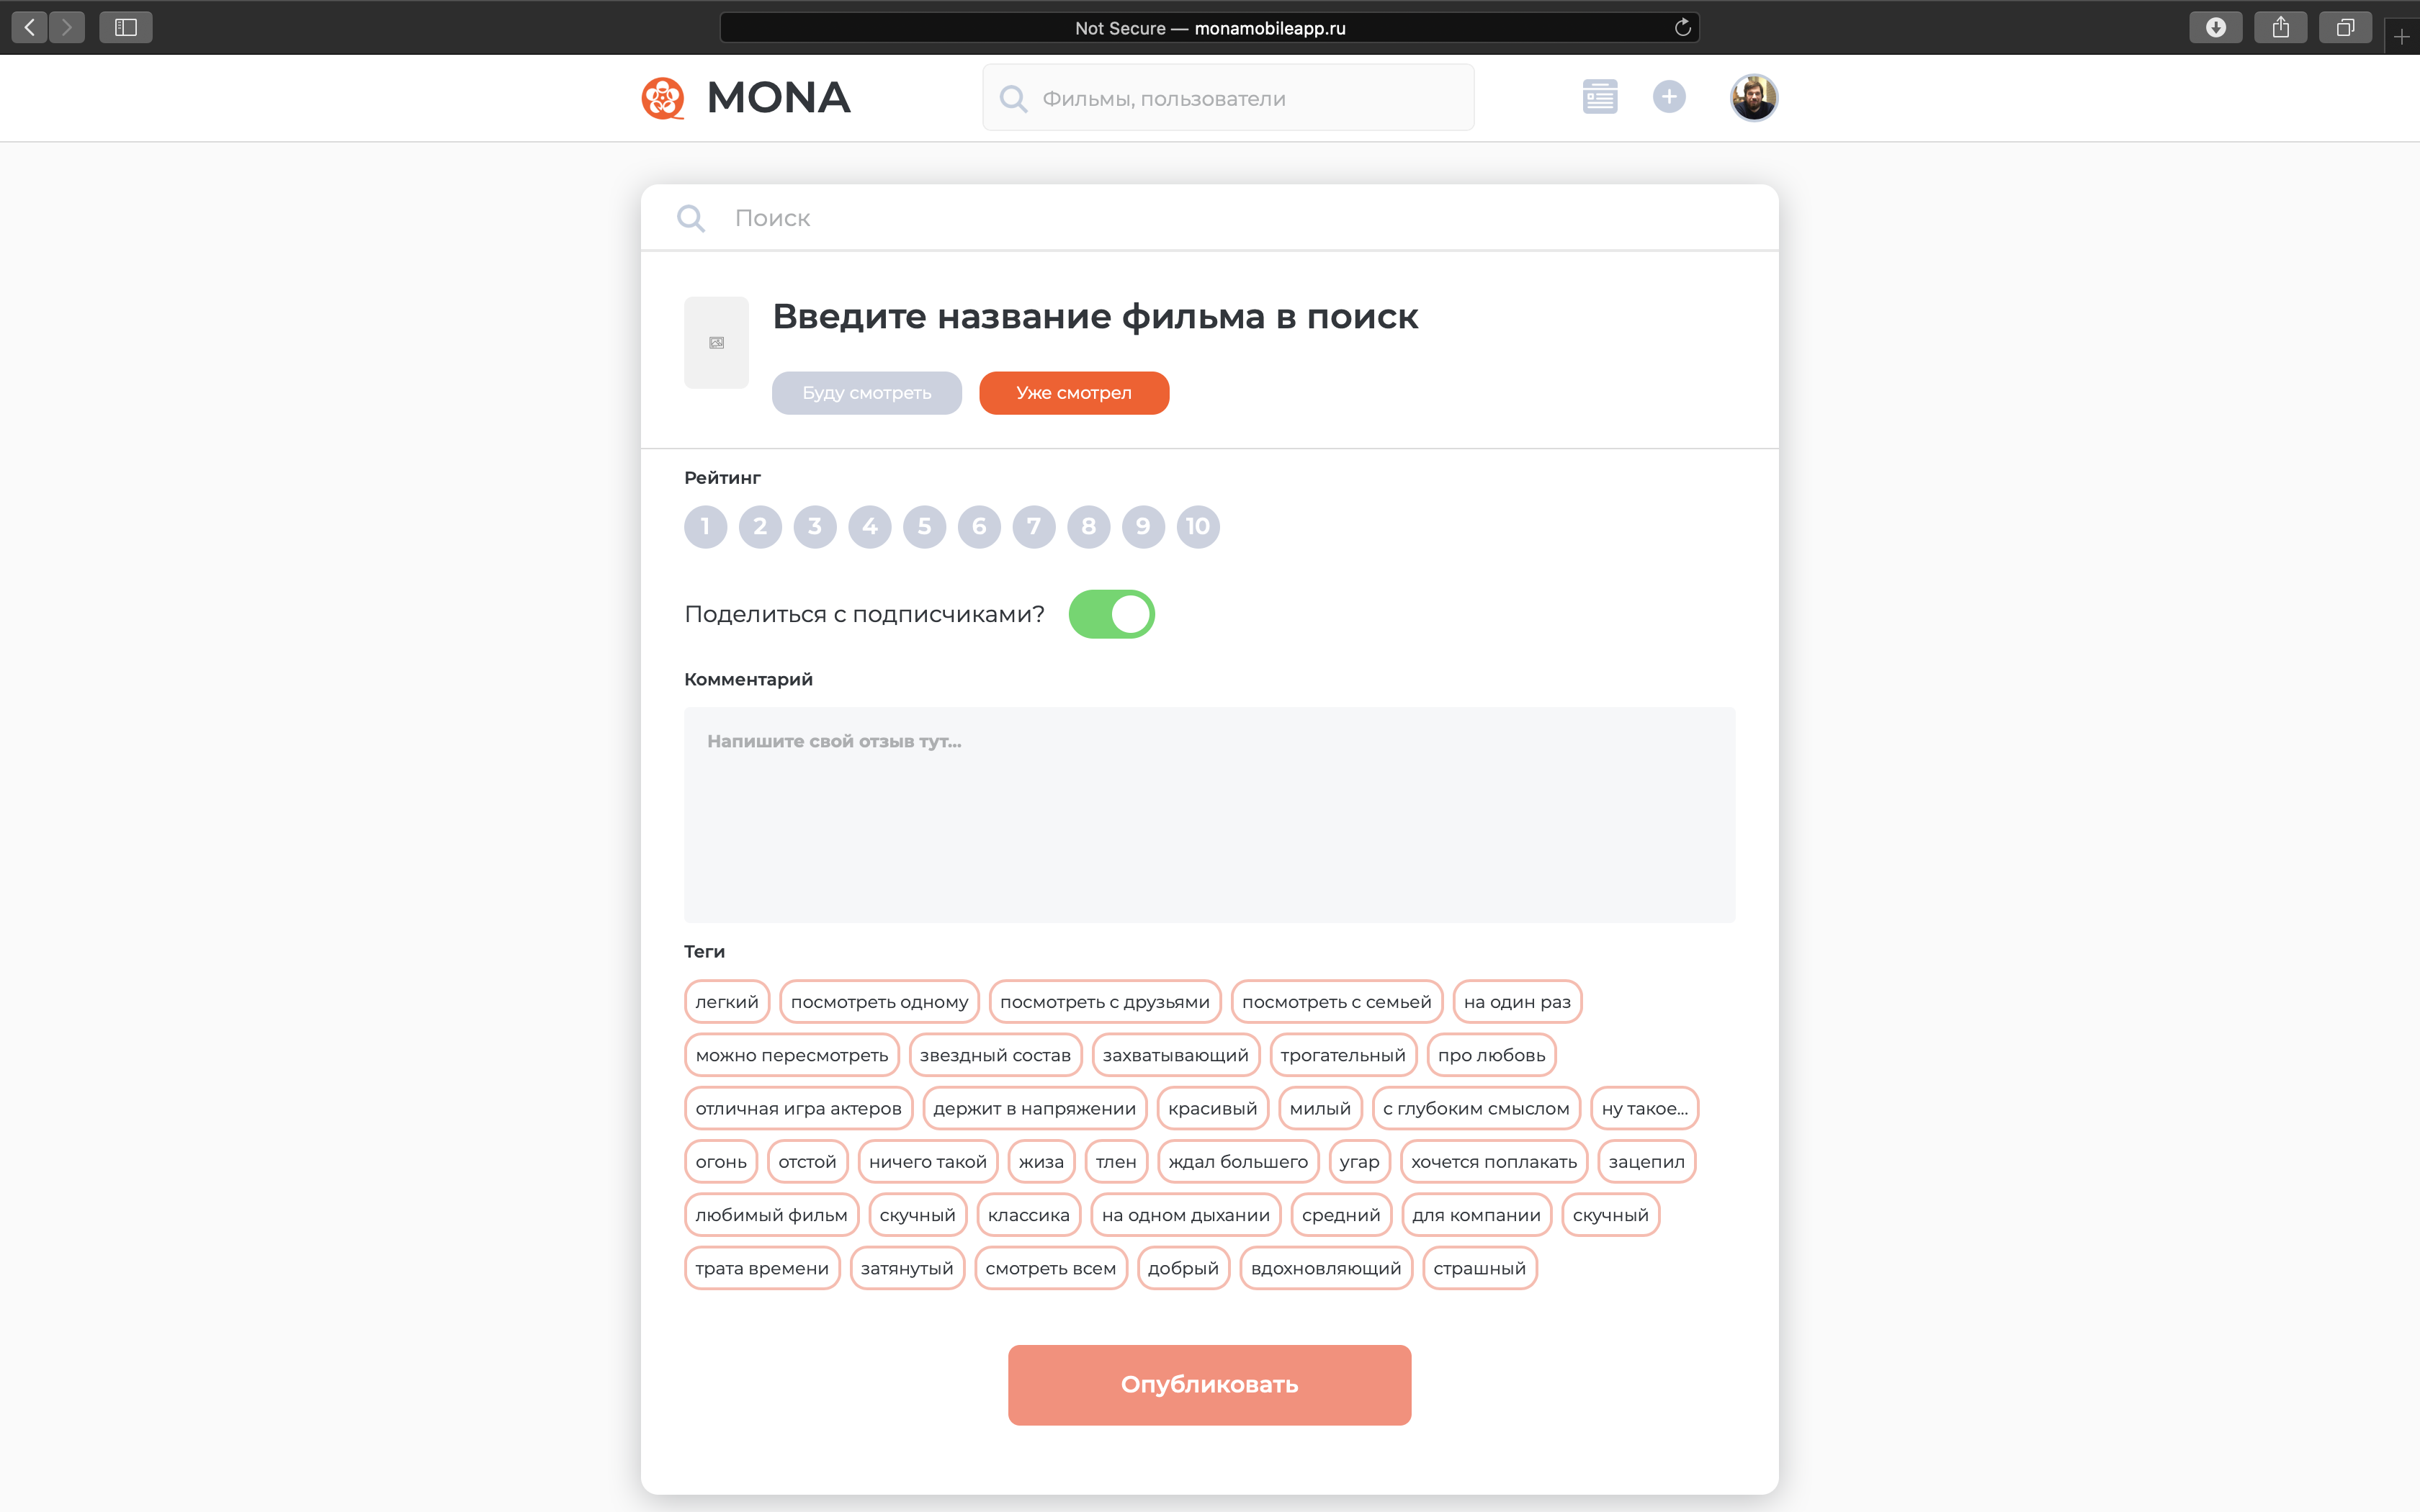 Not Secure — monamobileapp.ru
MONA
Фильмы, пользователи
Поиск
Введите название фильма в поиск
Буду смотреть
Уже смотрел
Рейтинг
1 2 3 4 5 6 7 8 9 10
Поделиться с подписчиками?
Комментарий
Напишите свой отзыв тут...
Теги
легкий посмотреть одному посмотреть с друзьями посмотреть с семьей на один раз
можно пересмотреть звездный состав захватывающий трогательный про любовь
отличная игра актеров держит в напряжении красивый милый с глубоким смыслом ну такое...
огонь отстой ничего такой жиза тлен ждал большего угар хочется поплакать зацепил
любимый фильм скучный классика на одном дыхании средний для компании скучный
трата времени затянутый смотреть всем добрый вдохновляющий страшный
Опубликовать